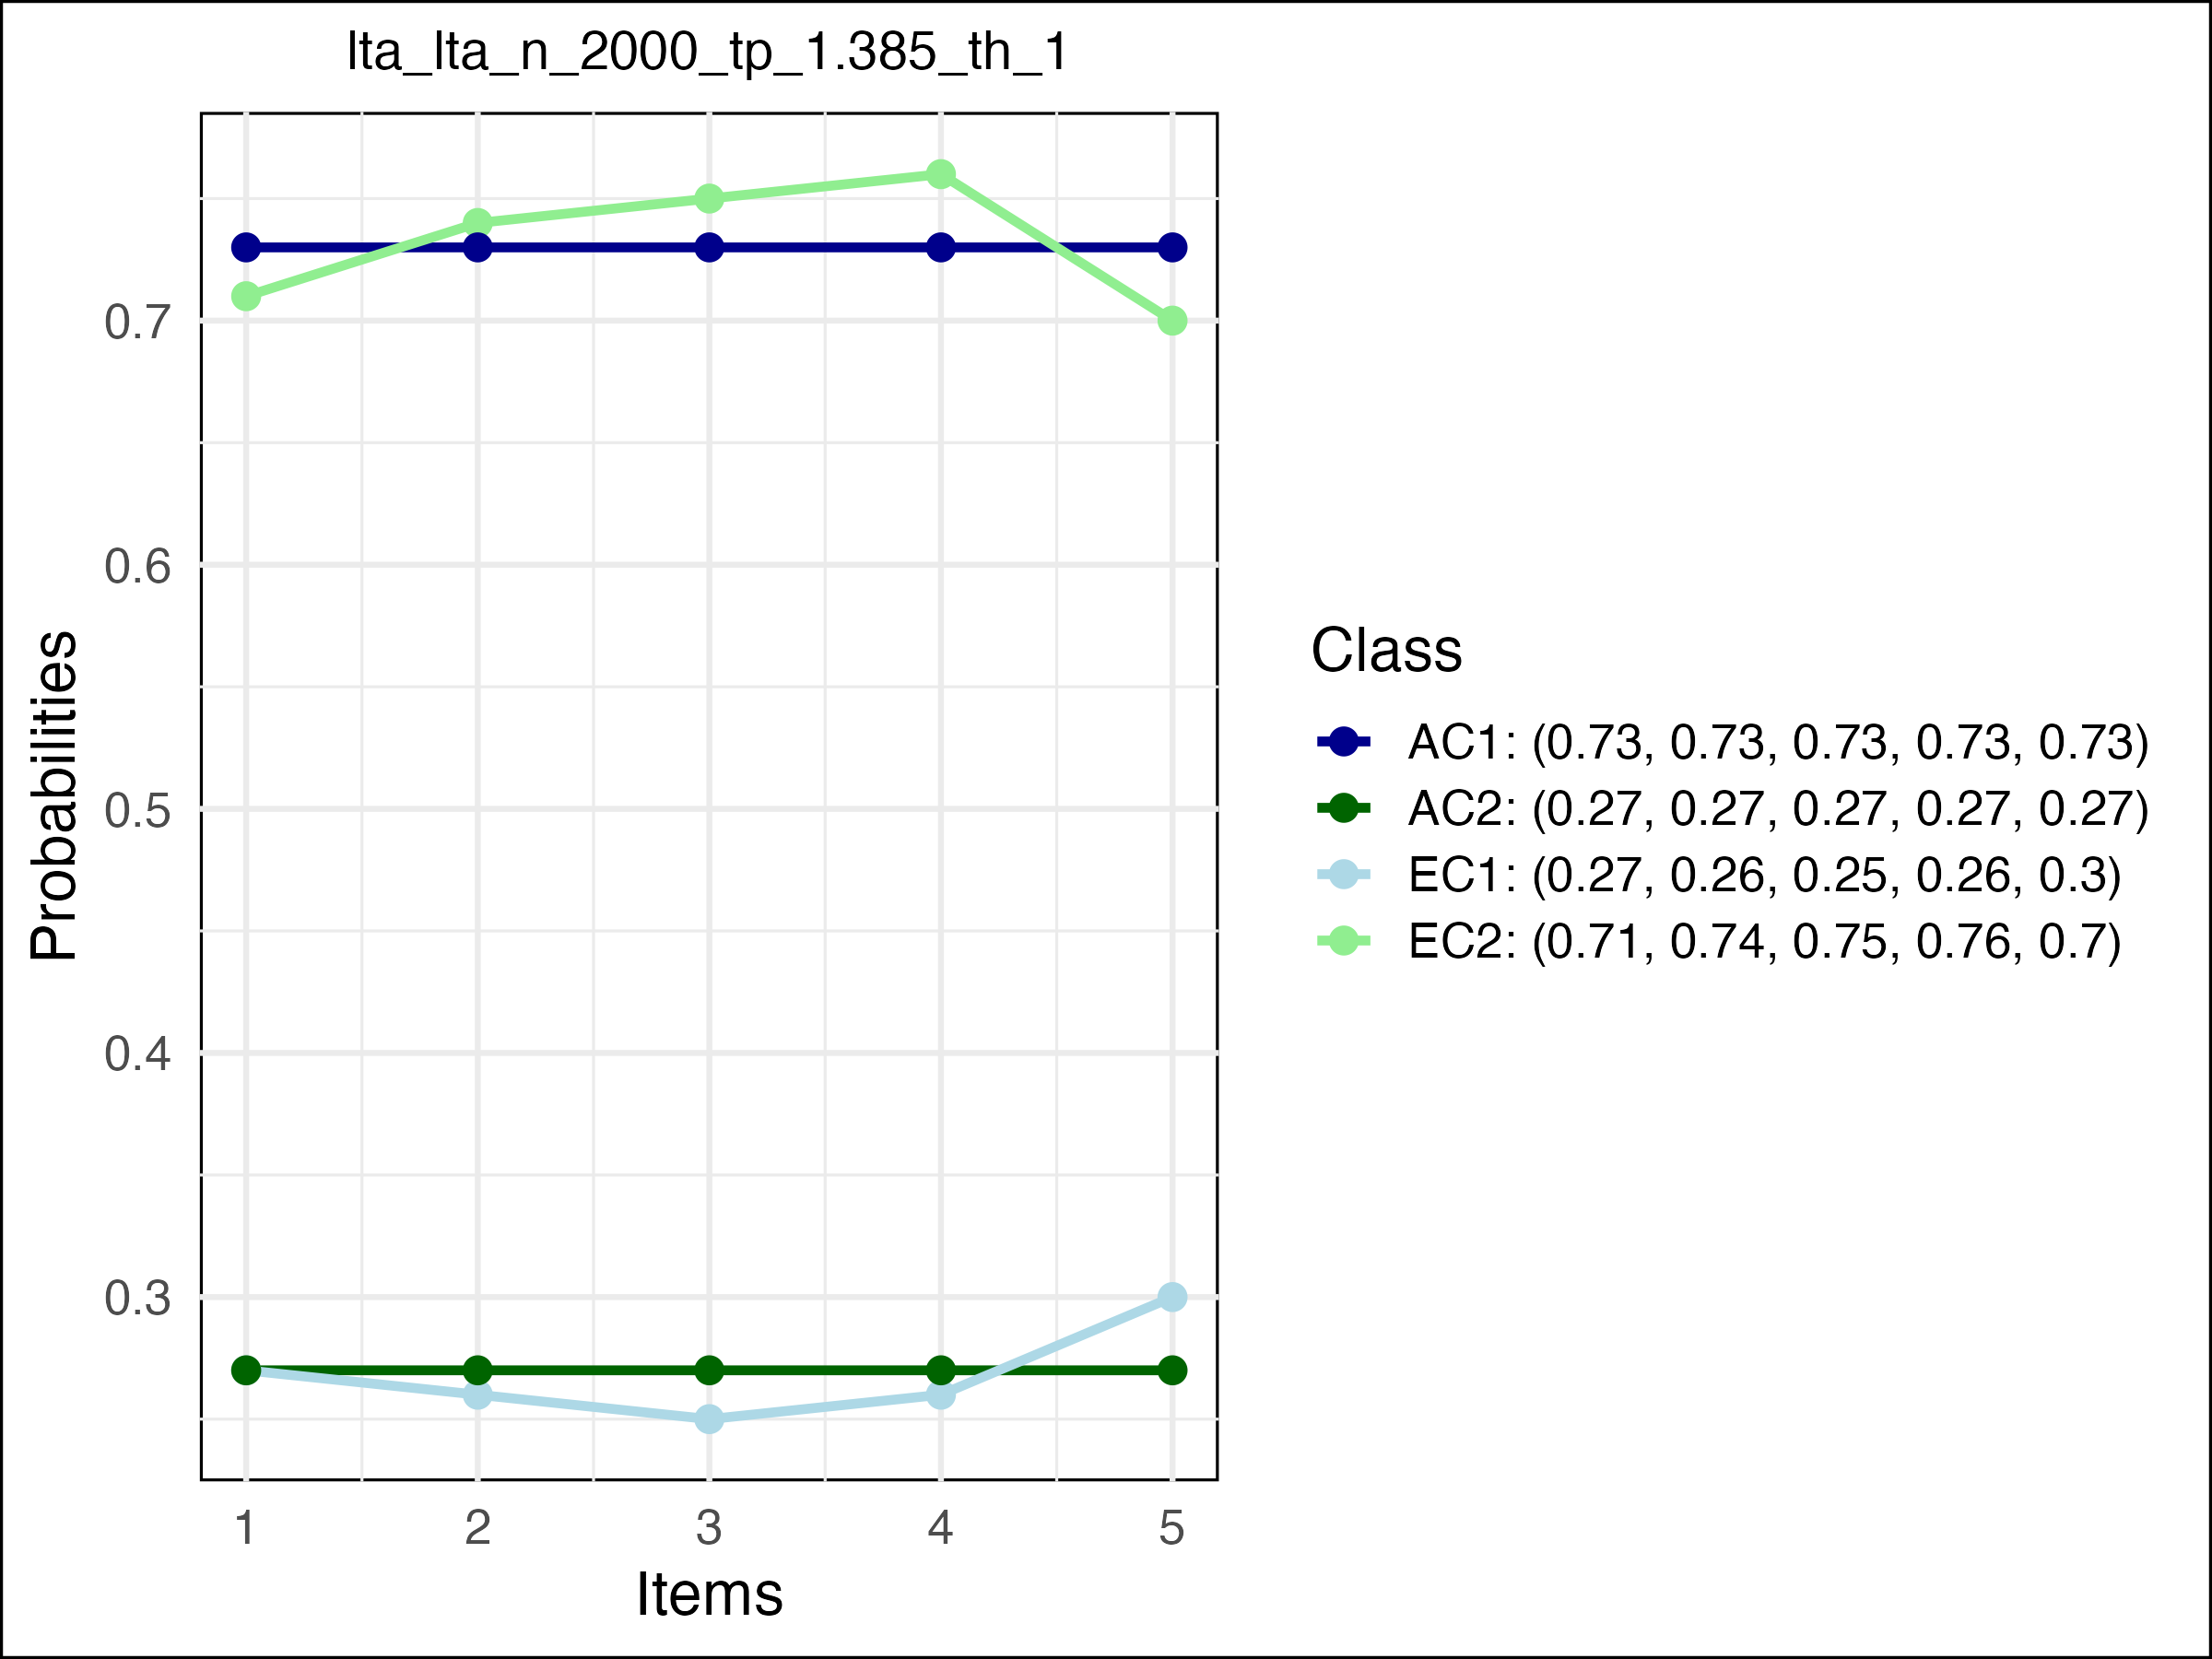 lta_lta_n_2000_tp_1.385_th_1
Probabilities
0.7
0.6
0.5
0.4
0.3
1 2 3 4 5
Items
Class
AC1: (0.73, 0.73, 0.73, 0.73, 0.73)
AC2: (0.27, 0.27, 0.27, 0.27, 0.27)
EC1: (0.27, 0.26, 0.25, 0.26, 0.3)
EC2: (0.71, 0.74, 0.75, 0.76, 0.7)